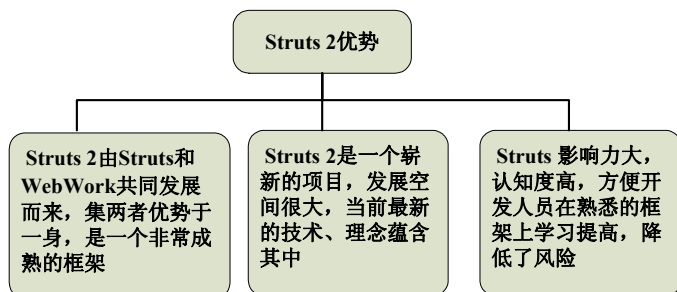 Struts 2优势
Struts 2由Struts和
WebWork共同发展
而来，集两者优势于
一身，是一个非常成
熟的框架
Struts 2是一个崭
新的项目，发展空
间很大，当前最新
的技术、理念蕴含
其中
Struts 影响力大，
认知度高，方便开
发人员在熟悉的框
架上学习提高，降
低了风险